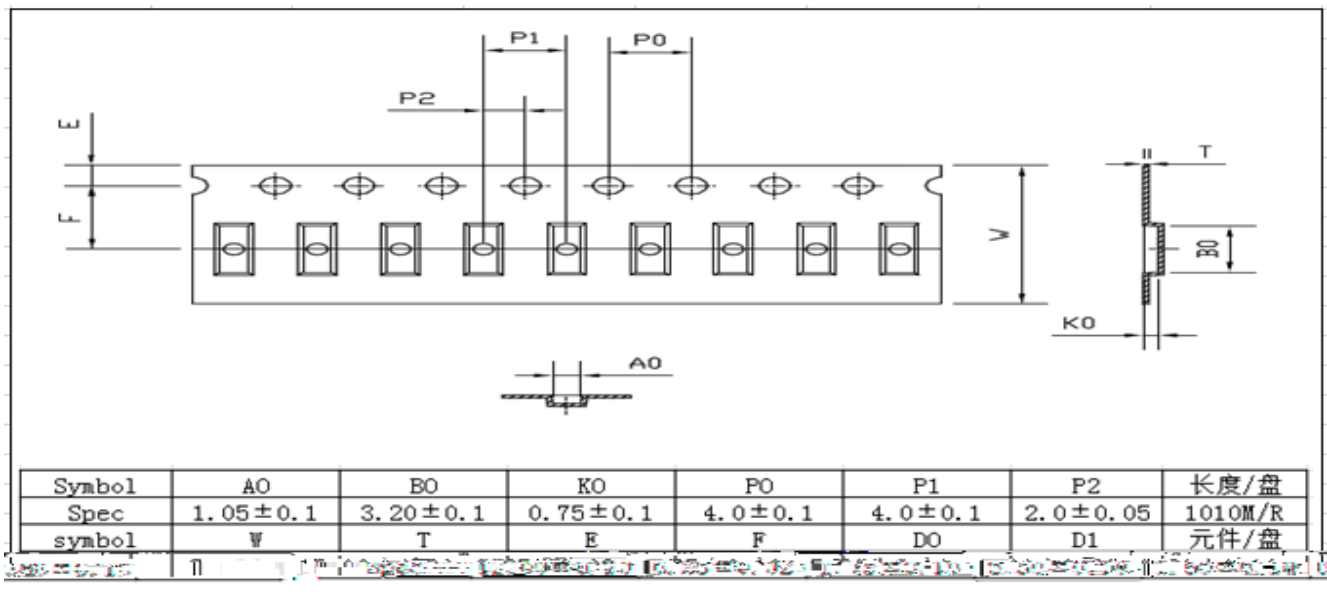 P1
P0
P2
E
T
F
W
B0
K0
A0
Symbol A0 B0 K0 P0 P1 P2 长度/盘
Spec 1.05±0.1 3.20±0.1 0.75±0.1 4.0±0.1 4.0±0.1 2.0±0.05 1010M/R
symbol W T E F D0 D1 元件/盘